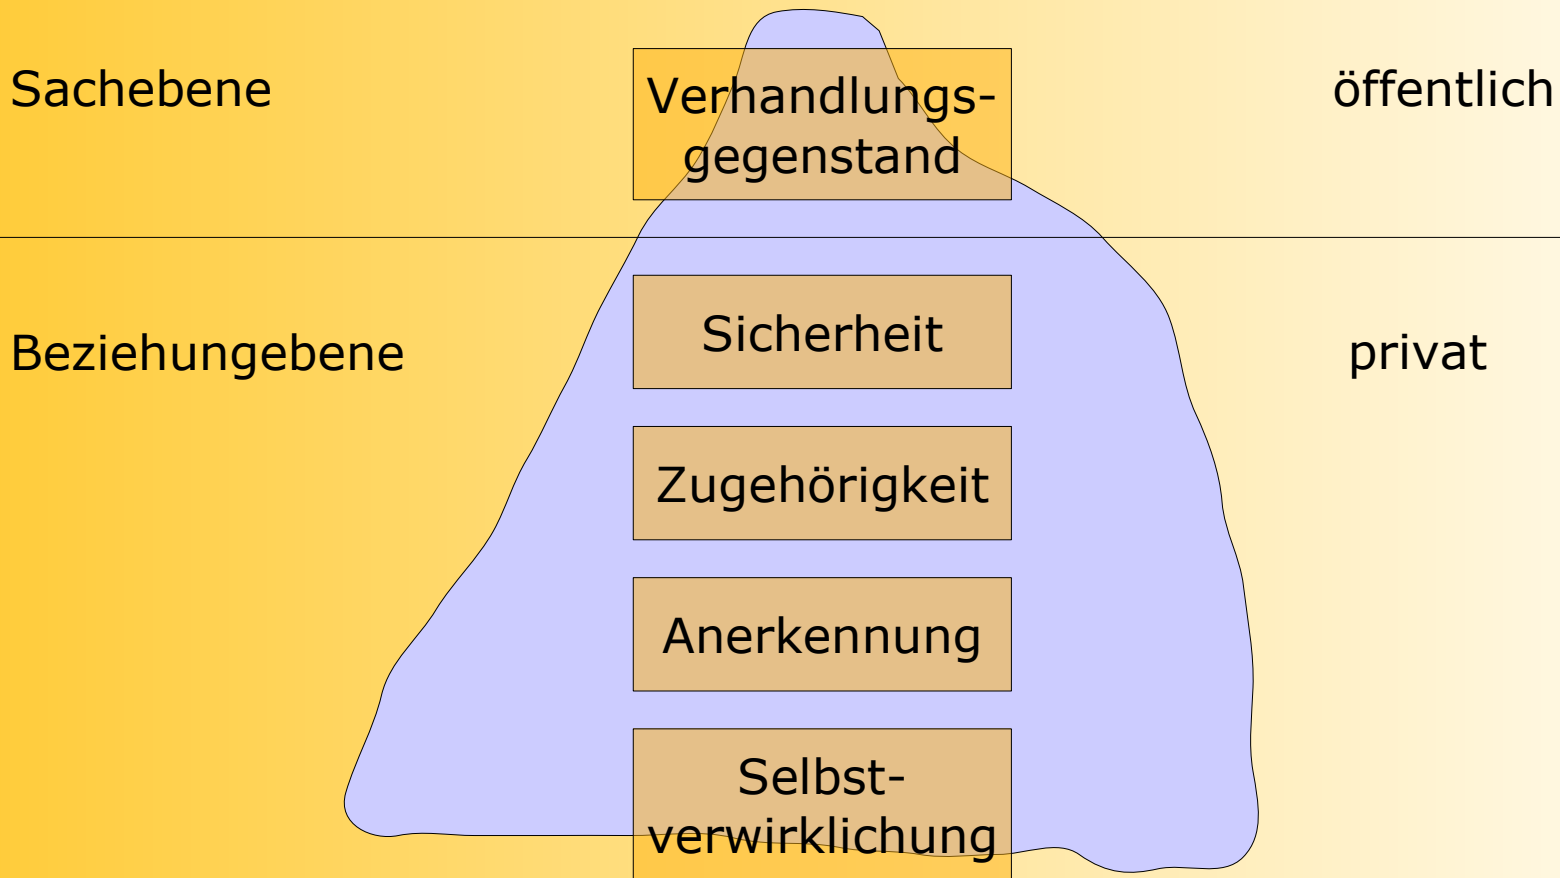 Sachebene
Verhandlungs-
gegenstand
öffentlich
Beziehungebene
Sicherheit
privat
Zugehörigkeit
Anerkennung
Selbst-
verwirklichung